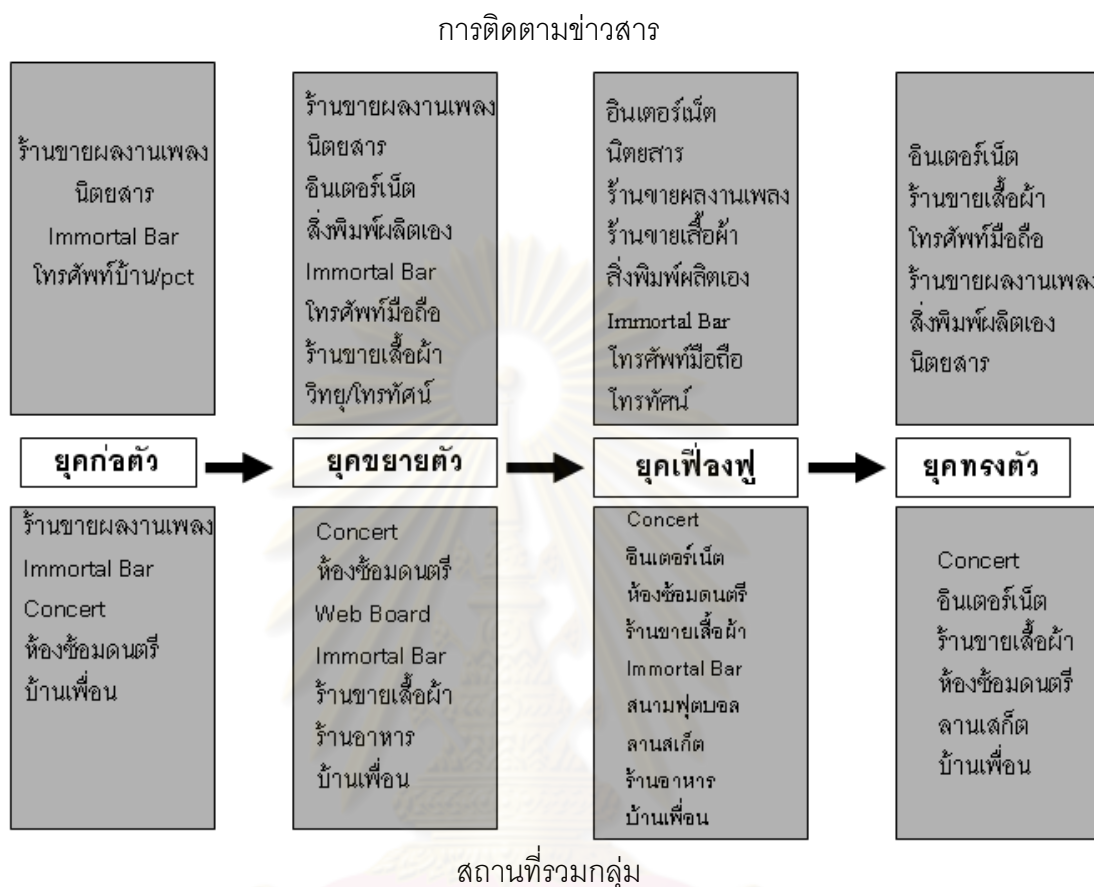 การติดตามข่าวสาร
ร้านขายผลงานเพลง
นิตยสาร
Immortal Bar
โทรศัพท์บ้าน/pct
ร้านขายผลงานเพลง
นิตยสาร
อินเตอร์เน็ต
สิ่งพิมพ์ผลิตเอง
Immortal Bar
โทรศัพท์มือถือ
ร้านขายเสื้อผ้า
วิทยุ/โทรทัศน์
อินเตอร์เน็ต
นิตยสาร
ร้านขายผลงานเพลง
ร้านขายเสื้อผ้า
สิ่งพิมพ์ผลิตเอง
Immortal Bar
โทรศัพท์มือถือ
โทรทัศน์
อินเตอร์เน็ต
ร้านขายเสื้อผ้า
โทรศัพท์มือถือ
ร้านขายผลงานเพลง
สิ่งพิมพ์ผลิตเอง
นิตยสาร
ยุคก่อตัว
ยุคขยายตัว
ยุคเฟื่องฟู
ยุคทรงตัว
ร้านขายผลงานเพลง
Immortal Bar
Concert
ห้องซ้อมดนตรี
บ้านเพื่อน
Concert
ห้องซ้อมดนตรี
Web Board
Immortal Bar
ร้านขายเสื้อผ้า
ร้านอาหาร
บ้านเพื่อน
Concert
อินเตอร์เน็ต
ห้องซ้อมดนตรี
ร้านขายเสื้อผ้า
Immortal Bar
สนามฟุตบอล
ลานสเก็ต
ร้านอาหาร
บ้านเพื่อน
Concert
อินเตอร์เน็ต
ร้านขายเสื้อผ้า
ห้องซ้อมดนตรี
ลานเสก็ต
บ้านเพื่อน
สถานที่รวมกลุ่ม